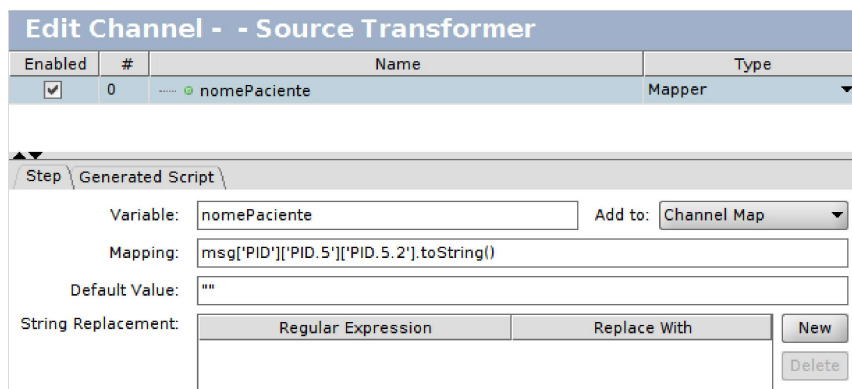 Edit Channel - - Source Transformer
Enabled # Name Type
0 nomePaciente Mapper
Step Generated Script
Variable: nomePaciente Add to: Channel Map
Mapping: msg['PID']['PID.5']['PID.5.2'].toString()
Default Value: ""
String Replacement: Regular Expression Replace With New
Delete